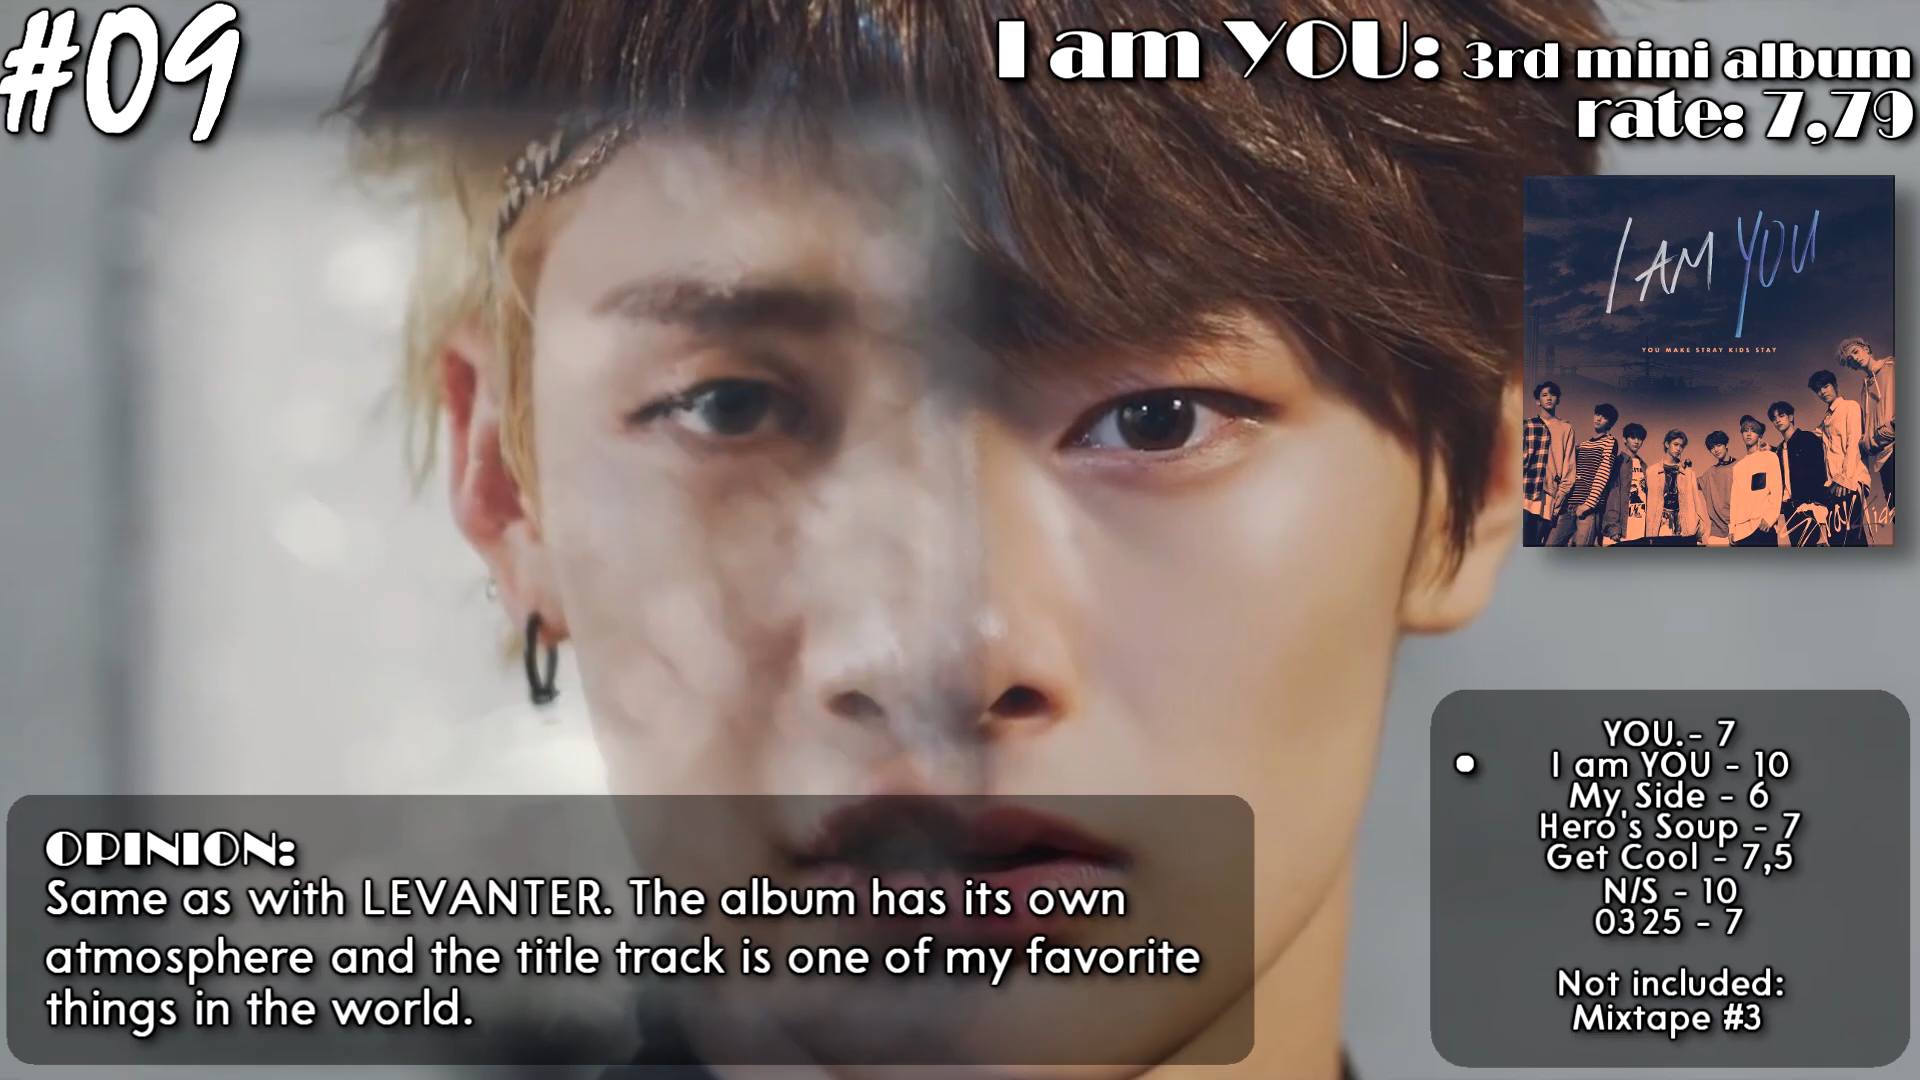 #09
I am YOU: 3rd mini album
rate: 7,79
I AM YOU
YOU MAKE STRAY KIDS STAY
Stray Kids
OPINION:
Same as with LEVANTER. The album has its own
atmosphere and the title track is one of my favorite
things in the world.
YOU.- 7
I am YOU - 10
My Side - 6
Hero's Soup - 7
Get Cool - 7,5
N/S - 10
0325 - 7
Not included:
Mixtape #3